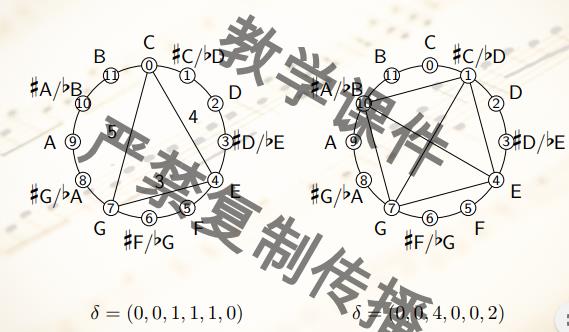 C
B
♯C/♭D
♯A/♭B
D
A
♯D/♭E
♯G/♭A
E
G
F
♯F/♭G
0
11
1
10
2
9
3
8
4
7
5
6
5
4
3
δ = (0, 0, 1, 1, 1, 0)
C
B
♯C/♭D
♯A/♭B
D
A
♯D/♭E
♯G/♭A
E
G
F
♯F/♭G
0
11
1
10
2
9
3
8
4
7
5
6
δ = (0, 0, 4, 0, 0, 2)
教学课件
严禁复制传播